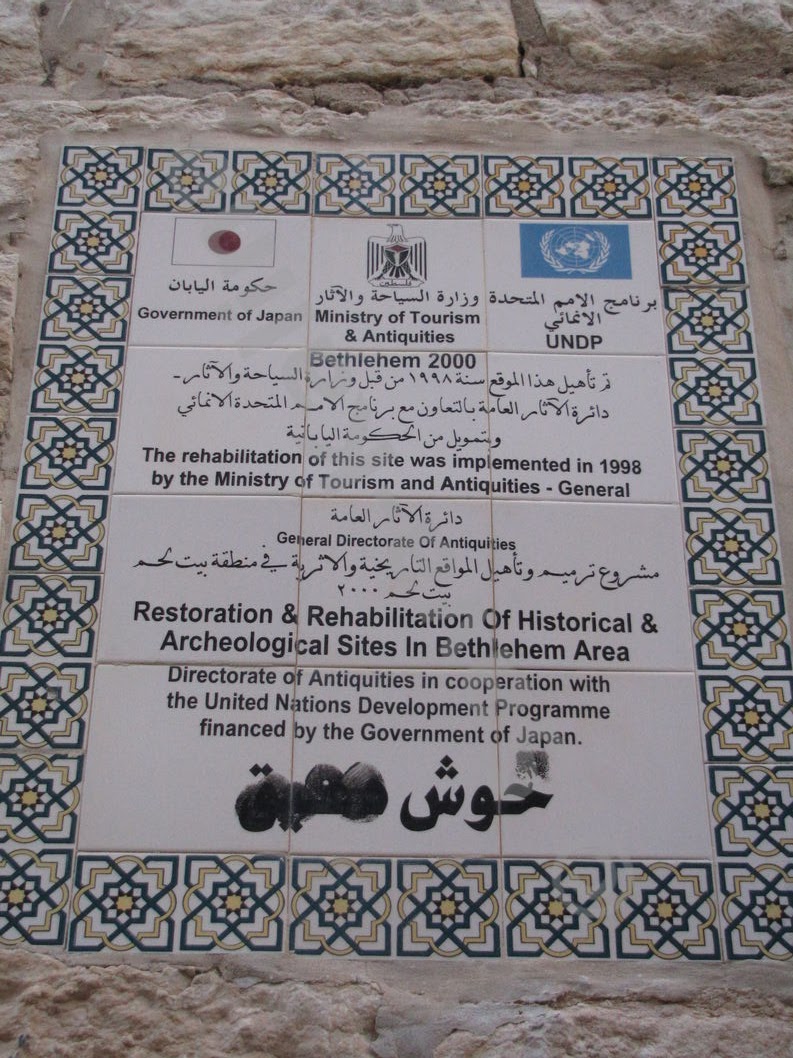 فلسطين
حكومة اليابان
Government of Japan
وزارة السياحة والآثار
Ministry of Tourism
& Antiquities
برنامج الامم المتحدة
الانمائي
UNDP
Bethlehem 2000
تم تأهيل هذا الموقع سنة ١٩٩٨ من قبل وزارة السياحة والآثار -
دائرة الآثار العامة بالتعاون مع برنامج الامم المتحدة الانمائي
وبتمويل من الحكومة اليابانية
The rehabilitation of this site was implemented in 1998
by the Ministry of Tourism and Antiquities - General
دائرة الآثار العامة
General Directorate Of Antiquities
مشروع ترميم وتأهيل المواقع التاريخية والاثرية في منطقة بيت لحم
بيت لحم ٢٠٠٠
Restoration & Rehabilitation Of Historical &
Archeological Sites In Bethlehem Area
Directorate of Antiquities in cooperation with
the United Nations Development Programme
financed by the Government of Japan.
حوش